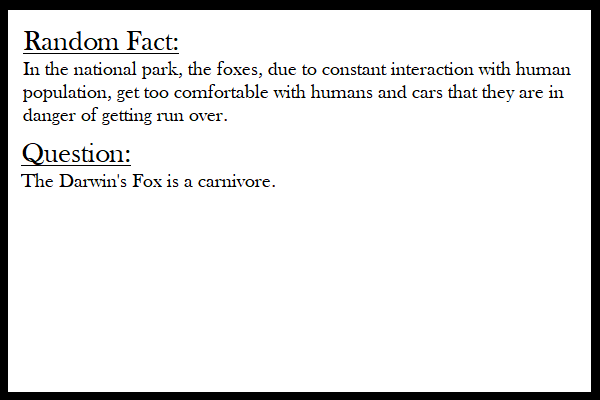 Random Fact:
In the national park, the foxes, due to constant interaction with human
population, get too comfortable with humans and cars that they are in
danger of getting run over.
Question:
The Darwin's Fox is a carnivore.